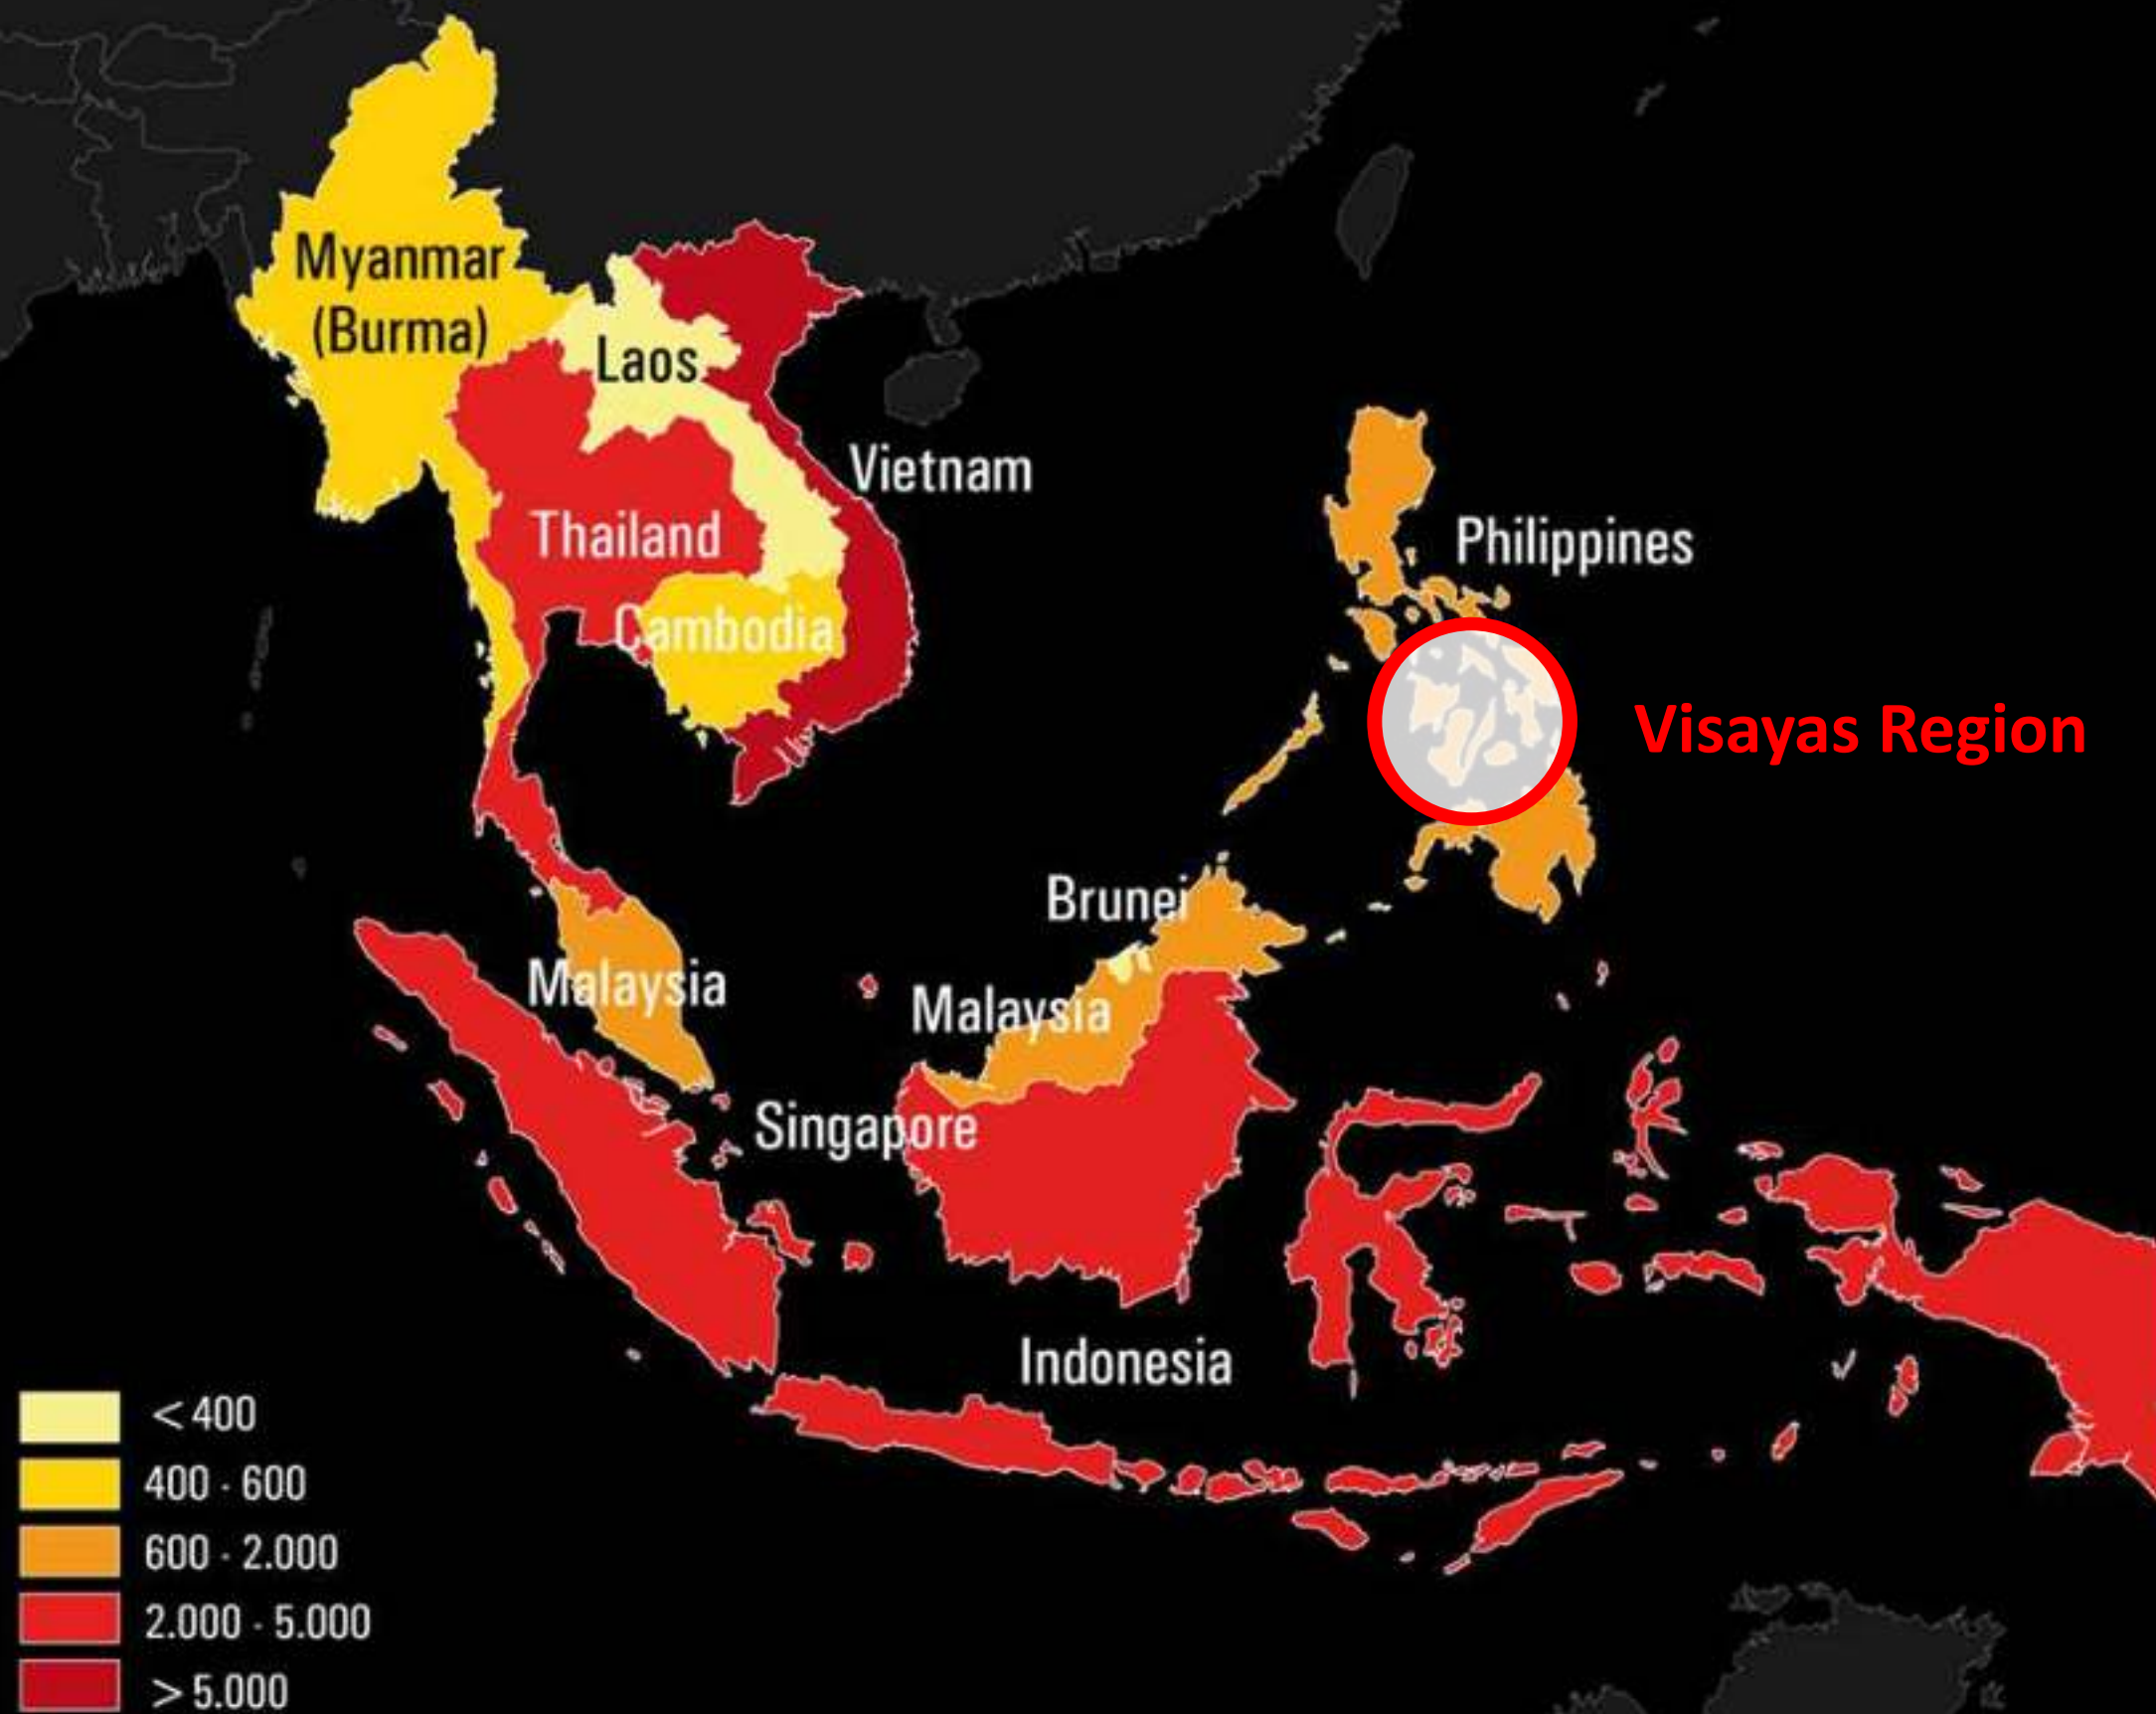 Myanmar
(Burma)
Laos
Vietnam
Thailand
Philippines
Cambodia
Visayas Region
Brunei
Malaysia
Malaysia
Singapore
Indonesia
< 400
400 - 600
600 - 2.000
2.000 - 5.000
> 5.000